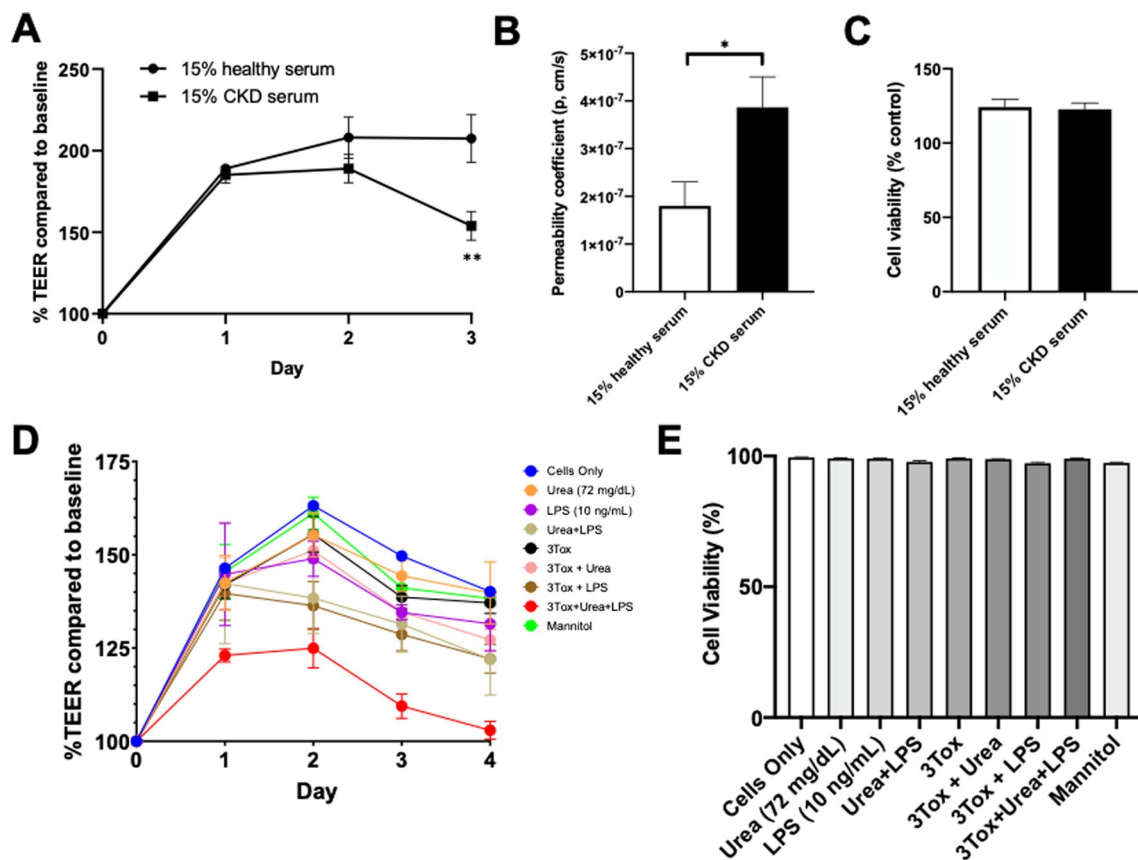 A
% TEER compared to baseline
250
200
150
100
15% healthy serum
15% CKD serum
**
0 1 2 3
Day
B
Permeability coefficient (p, cm/s)
5×10-7
4×10-7
3×10-7
2×10-7
1×10-7
0
*
15% healthy serum
15% CKD serum
C
Cell viability (% control)
150
100
50
0
15% healthy serum
15% CKD serum
D
%TEER compared to baseline
175
150
125
100
0 1 2 3 4
Day
Cells Only
Urea (72 mg/dL)
LPS (10 ng/mL)
Urea+LPS
3Tox
3Tox + Urea
3Tox + LPS
3Tox+Urea+LPS
Mannitol
E
Cell Viability (%)
100
50
0
Cells Only
Urea (72 mg/dL)
LPS (10 ng/mL)
Urea+LPS
3Tox
3Tox + Urea
3Tox + LPS
3Tox+Urea+LPS
Mannitol